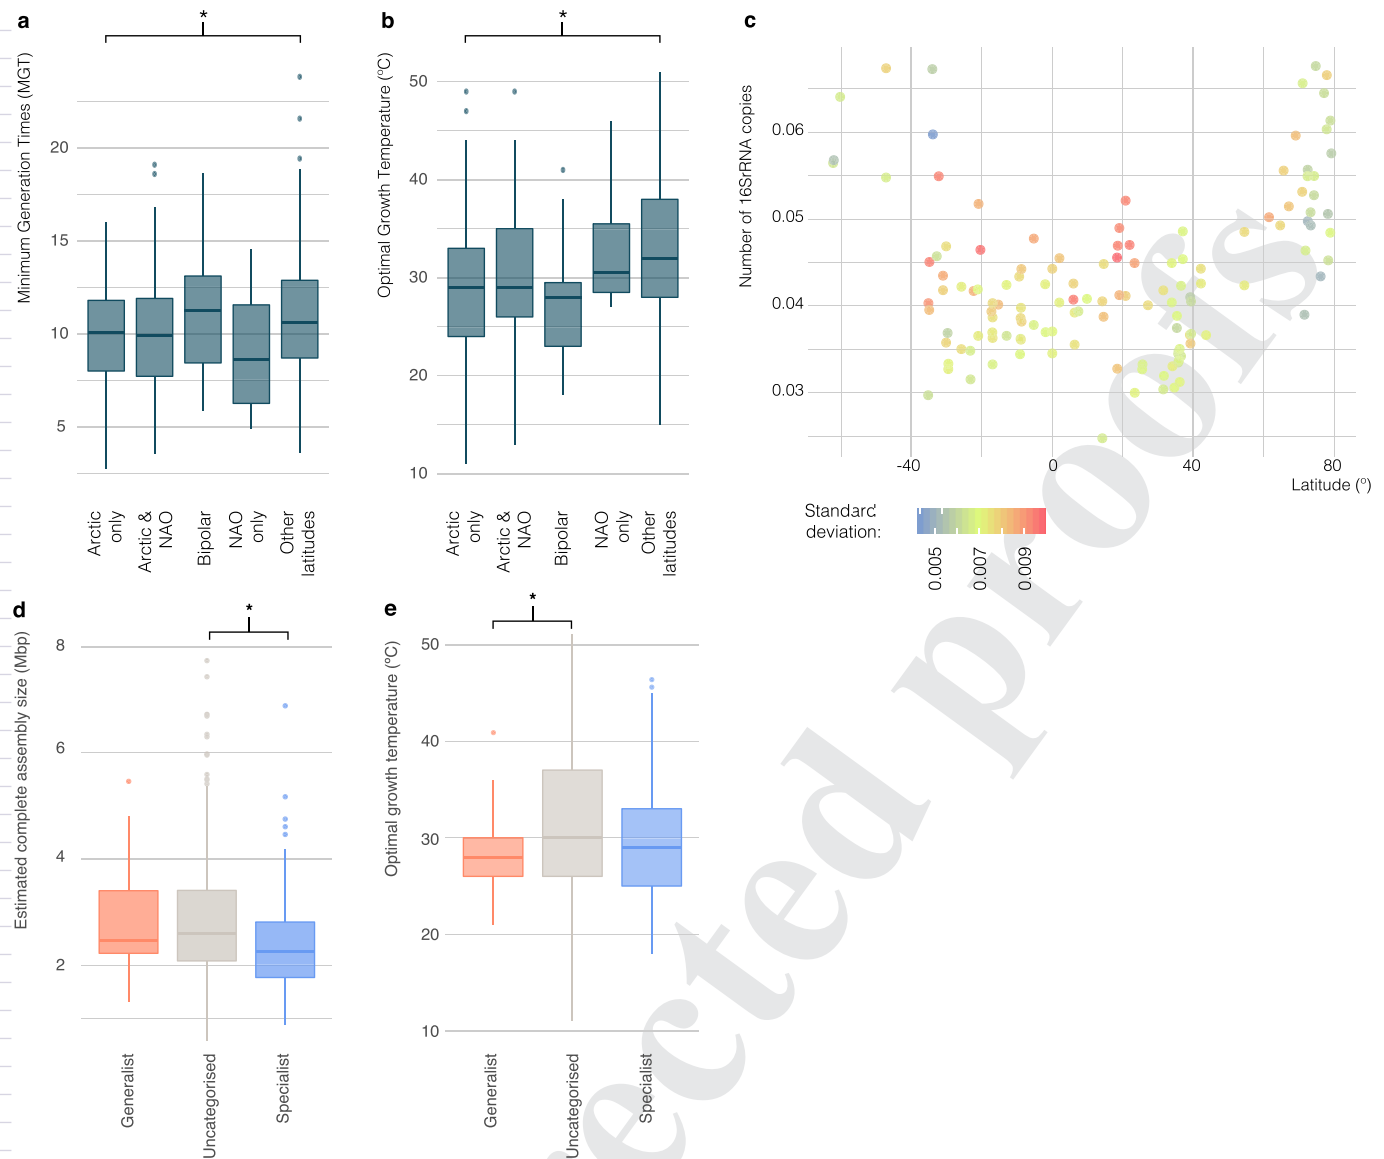 a
*
Minimum Generation Times (MGT)
20
15
10
5
Arctic
only
Arctic &
NAO
Bipolar
NAO
only
Other
latitudes
b
*
Optimal Growth Temperature (ºC)
50
40
30
20
10
Arctic
only
Arctic &
NAO
Bipolar
NAO
only
Other
latitudes
c
Number of 16SrRNA copies
0.06
0.05
0.04
0.03
-40
0
40
80
Latitude (º)
Standard
deviation:
0.005
0.007
0.009
d
*
Estimated complete assembly size (Mbp)
8
6
4
2
Generalist
Uncategorised
Specialist
e
*
Optimal growth temperature (ºC)
50
40
30
20
10
Generalist
Uncategorised
Specialist
ected proofs